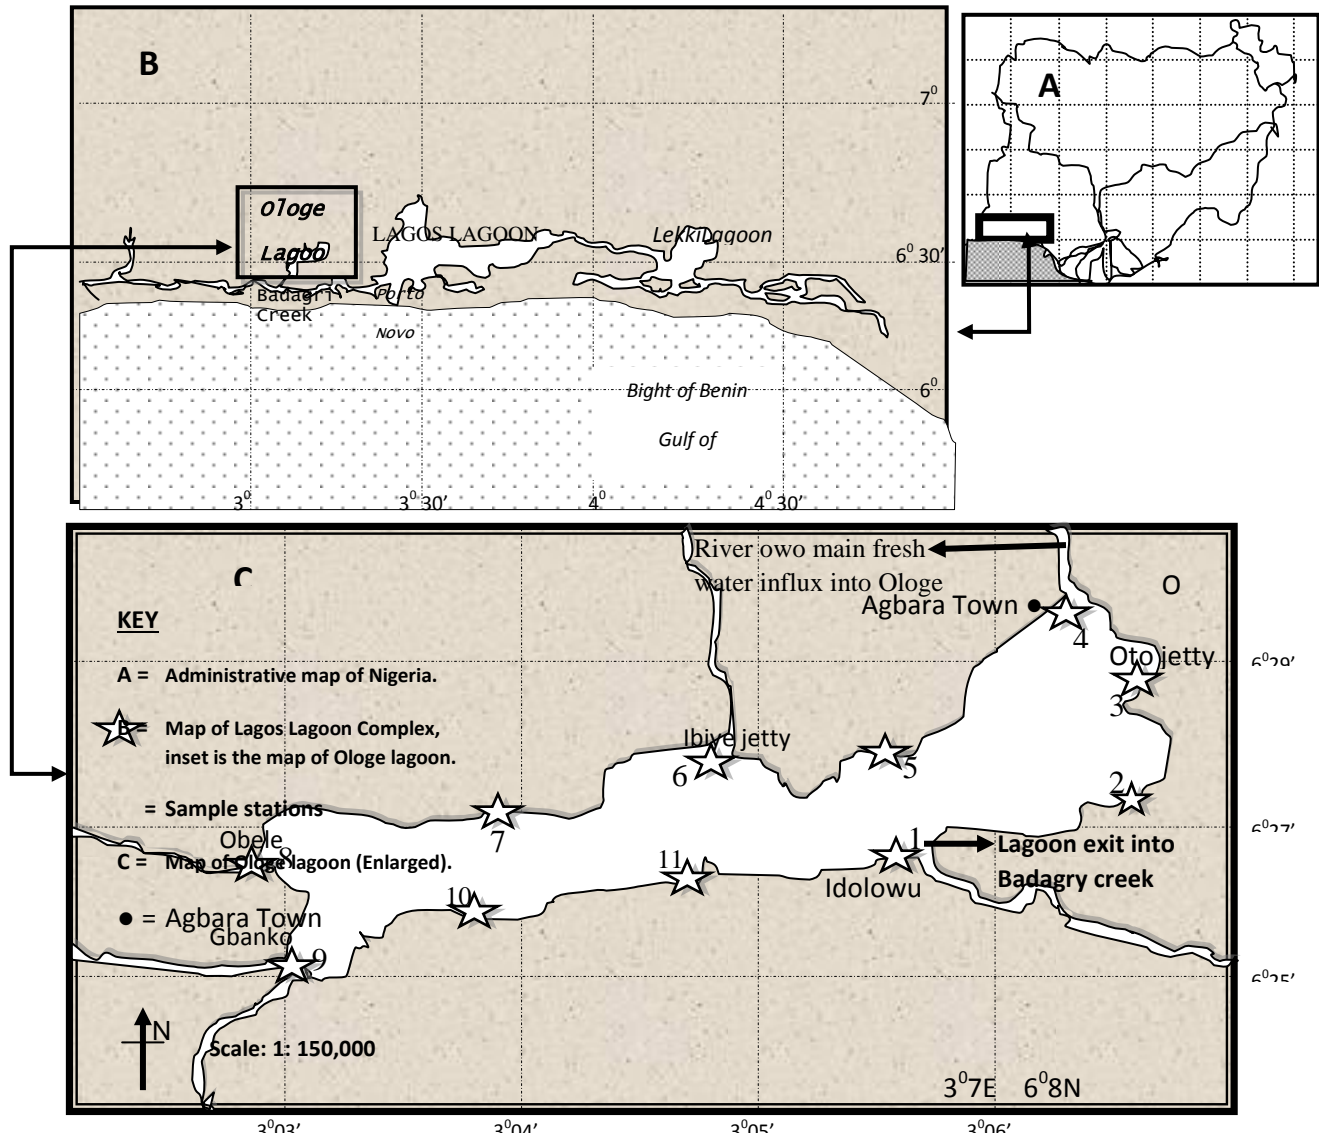 B
7⁰
Ologe
Lagoo
LAGOS LAGOON
LekkiLagoon
6⁰ 30'
Badagri
Creek
Porto
Novo
Bight of Benin
6⁰
Gulf of
3⁰
3⁰ 30'
4⁰
4⁰ 30'
A
C
River owo main fresh
water influx into Ologe
O
Agbara Town
4
KEY
Oto jetty
6⁰29'
3
A = Administrative map of Nigeria.
B = Map of Lagos Lagoon Complex,
inset is the map of Ologe lagoon.
Ibiye jetty
6
5
2
= Sample stations
7
6⁰27'
Obele
8
1
Lagoon exit into
Badagry creek
C = Map of Ologe lagoon (Enlarged).
11
Idolowu
10
● = Agbara Town
Gbanko
9
6⁰25'
N
Scale: 1: 150,000
3⁰7E 6⁰8N
3⁰03'
3⁰04'
3⁰05'
3⁰06'